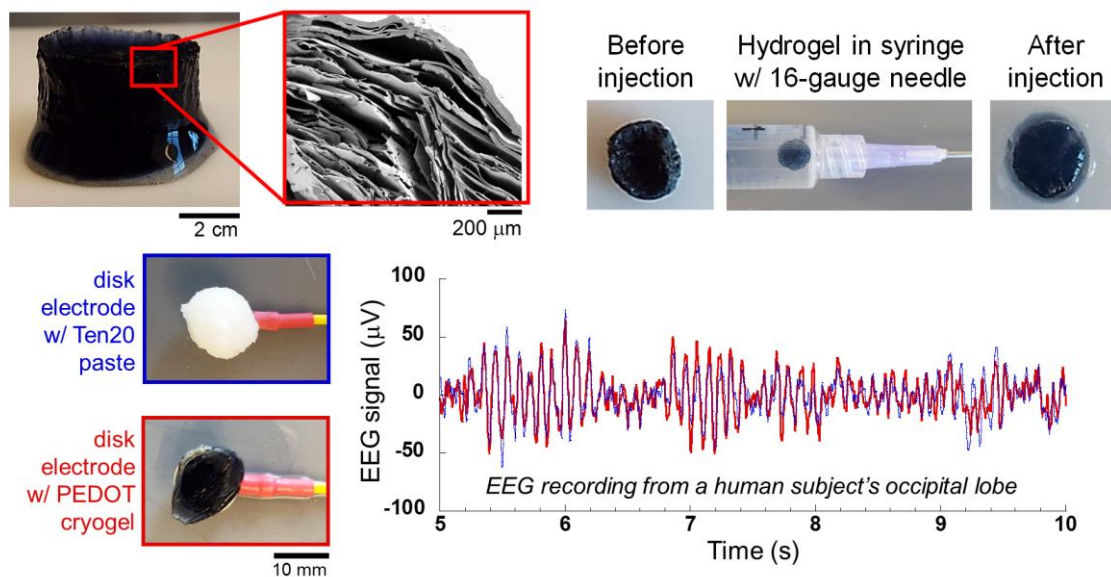 2 cm
200 μm
Before
injection
Hydrogel in syringe
w/ 16-gauge needle
After
injection
disk
electrode
w/ Ten20
paste
disk
electrode
w/ PEDOT
cryogel
10 mm
EEG signal (μV)
100
50
0
-50
-100
EEG recording from a human subject's occipital lobe
5
6
7
8
9
10
Time (s)